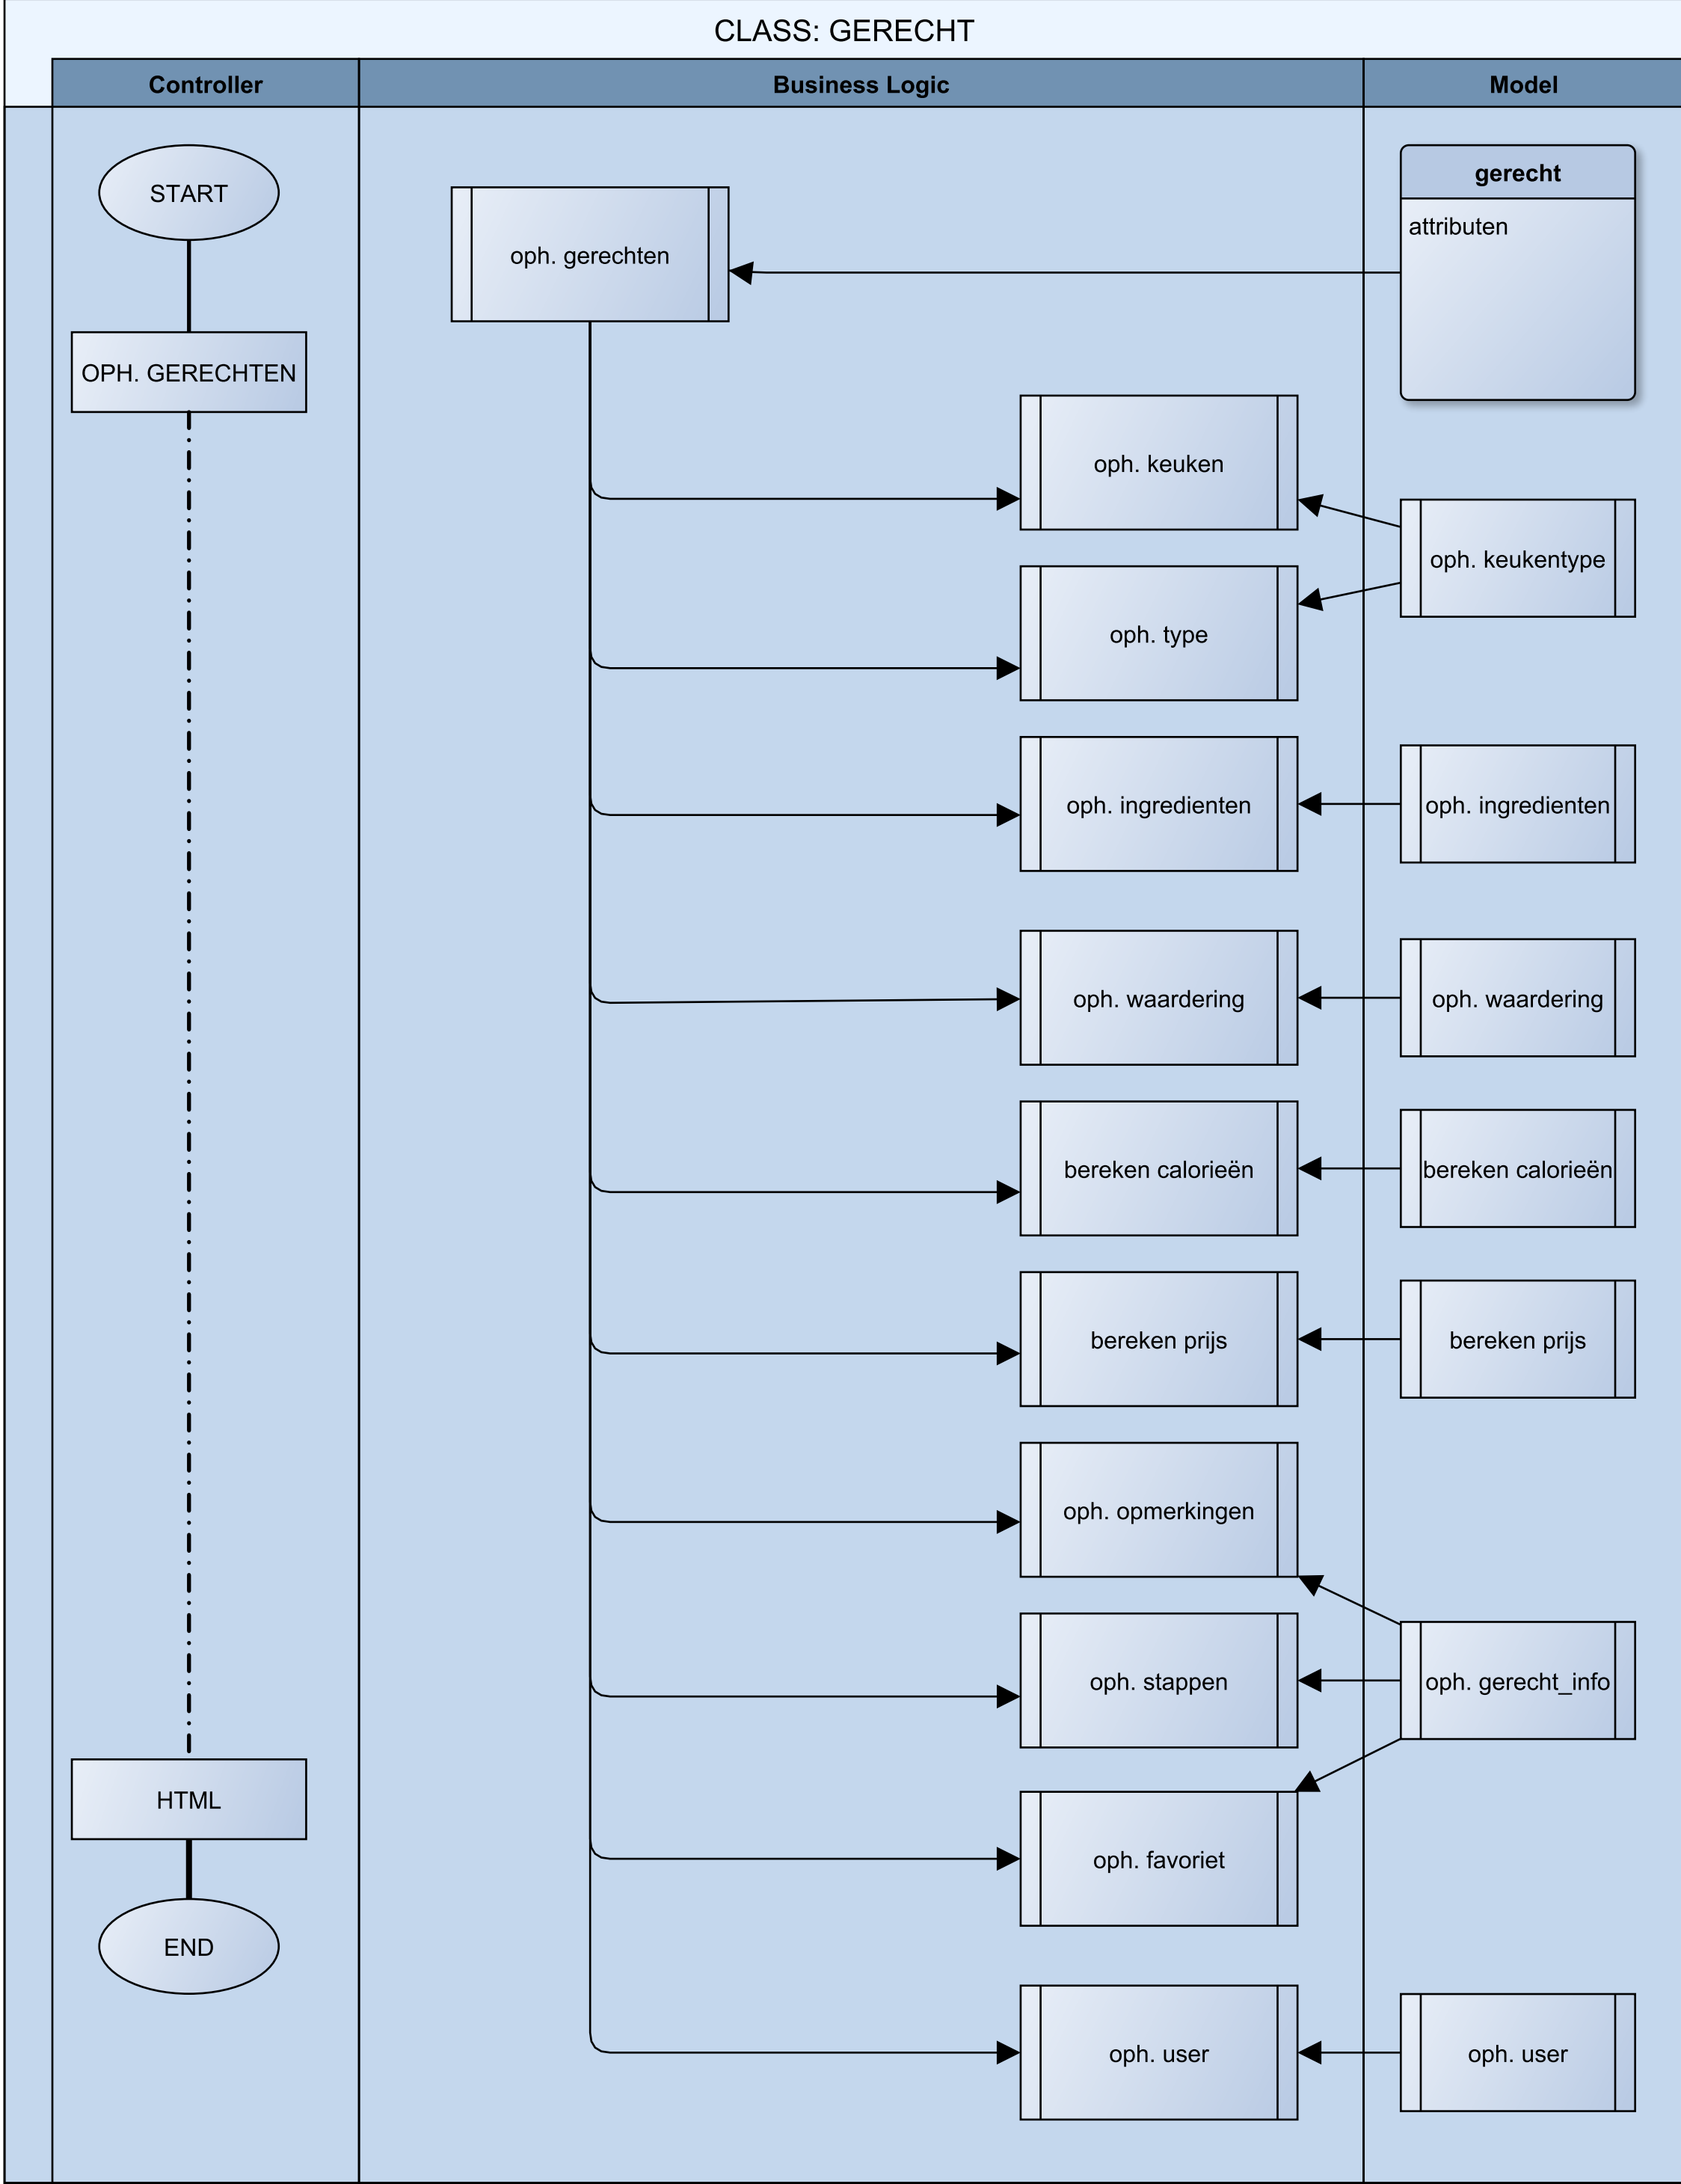 CLASS: GERECHT
Controller
Business Logic
Model
START
oph. gerechten
gerecht
attributen
OPH. GERECHTEN
oph. keuken
oph. keukentype
oph. type
oph. ingredienten
oph. ingredienten
oph. waardering
oph. waardering
bereken calorieën
bereken calorieën
bereken prijs
bereken prijs
oph. opmerkingen
oph. stappen
oph. gerecht_info
HTML
oph. favoriet
END
oph. user
oph. user